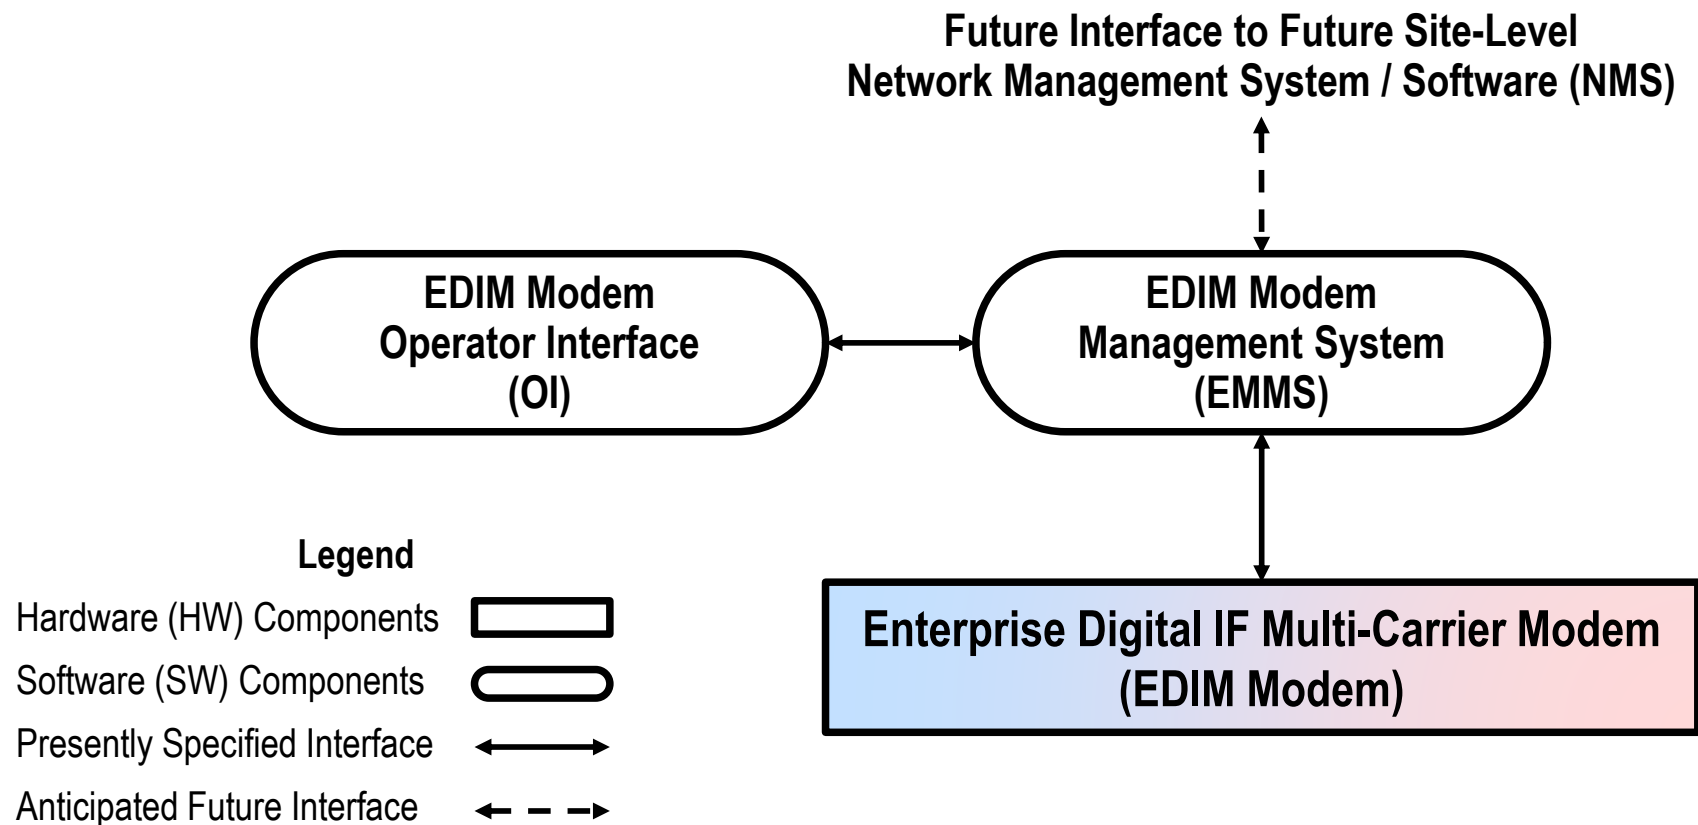 Future Interface to Future Site-Level
Network Management System / Software (NMS)
EDIM Modem
Operator Interface
(OI)
EDIM Modem
Management System
(EMMS)
Enterprise Digital IF Multi-Carrier Modem
(EDIM Modem)
Legend
Hardware (HW) Components
Software (SW) Components
Presently Specified Interface
Anticipated Future Interface